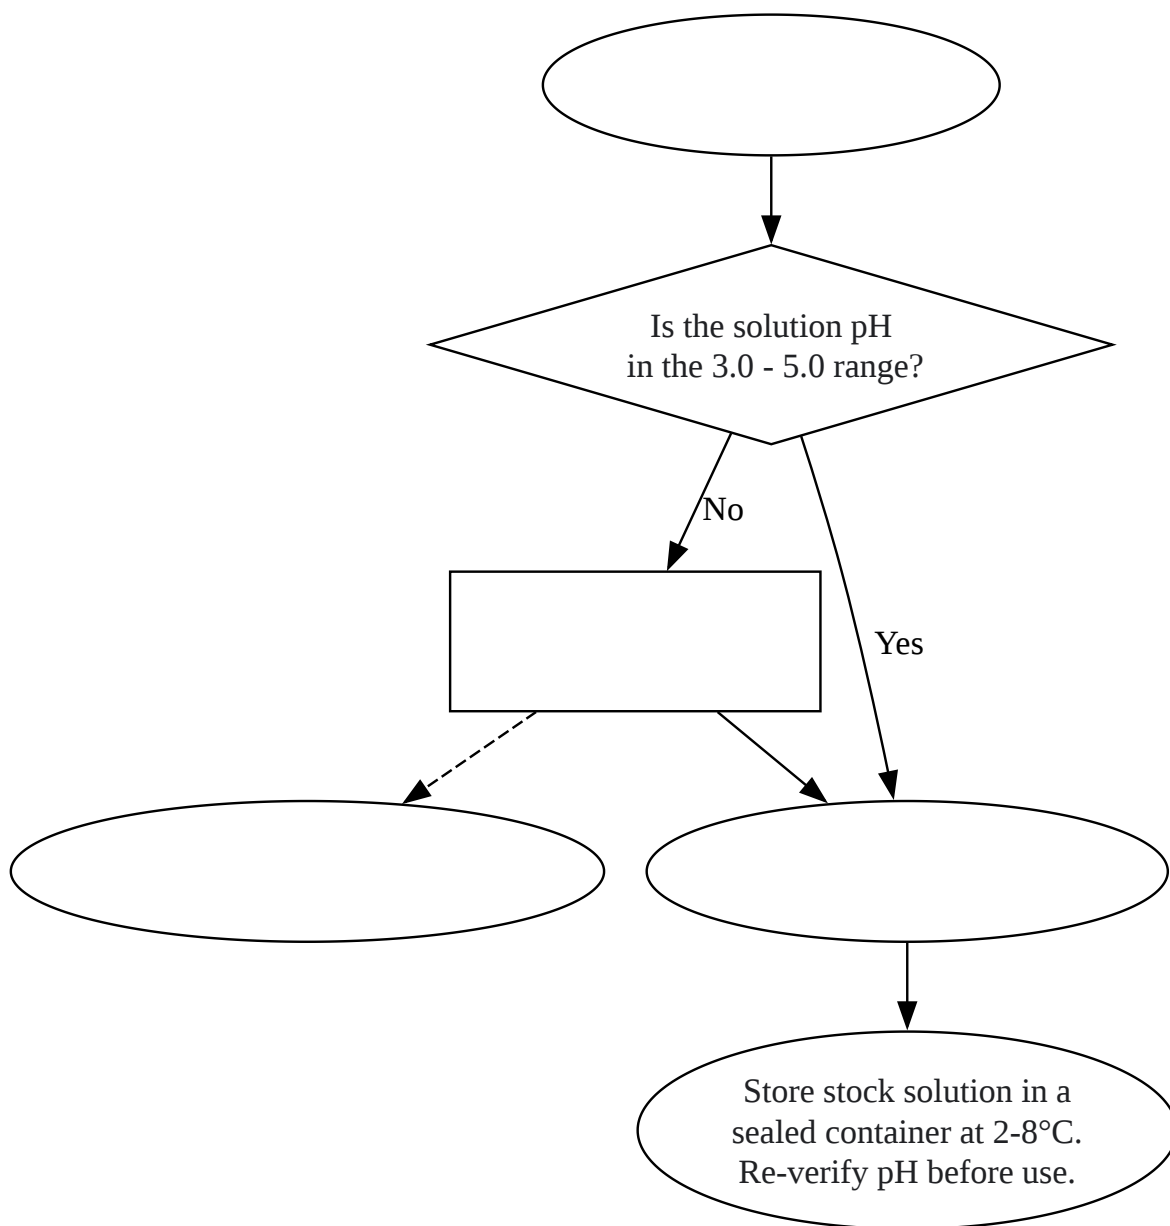 Is the solution pH
in the 3.0 - 5.0 range?
No
Yes
Store stock solution in a
sealed container at 2-8°C.
Re-verify pH before use.